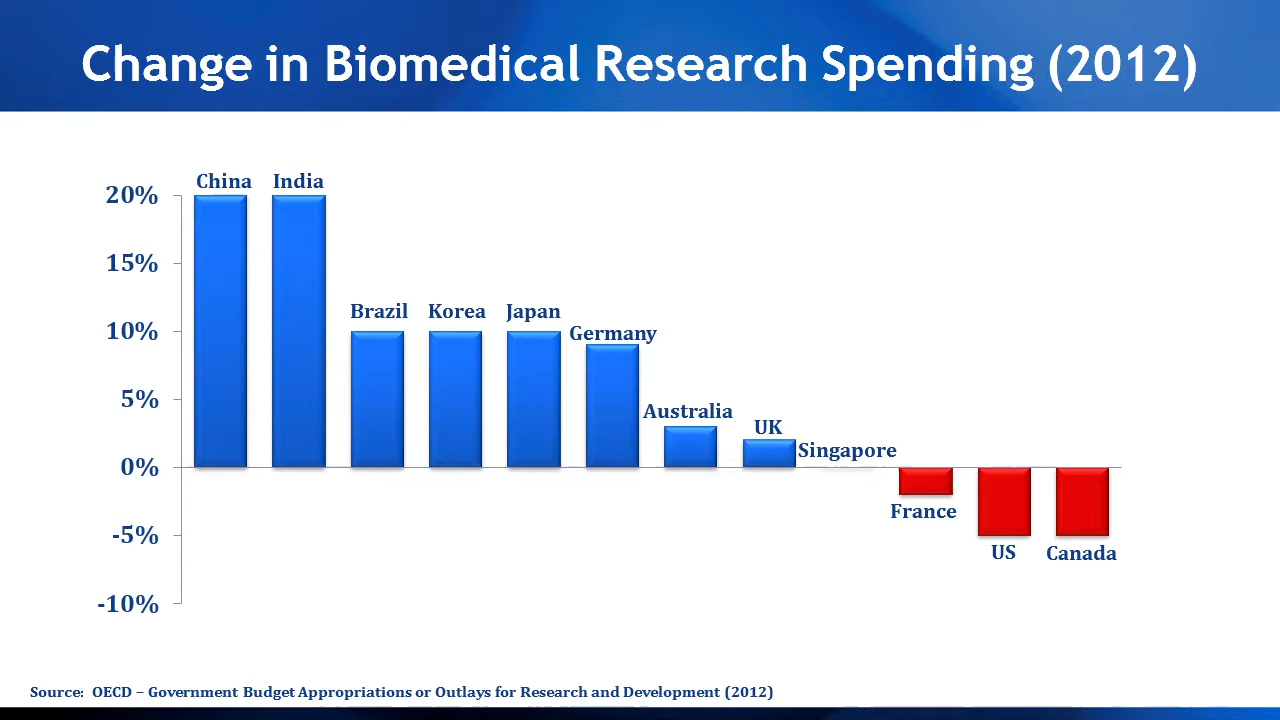 Change in Biomedical Research Spending (2012)
China India
20%
15%
Brazil Korea Japan
10%
Germany
5%
Australia
UK
Singapore
0%
France
-5%
US Canada
-10%
Source: OECD – Government Budget Appropriations or Outlays for Research and Development (2012)